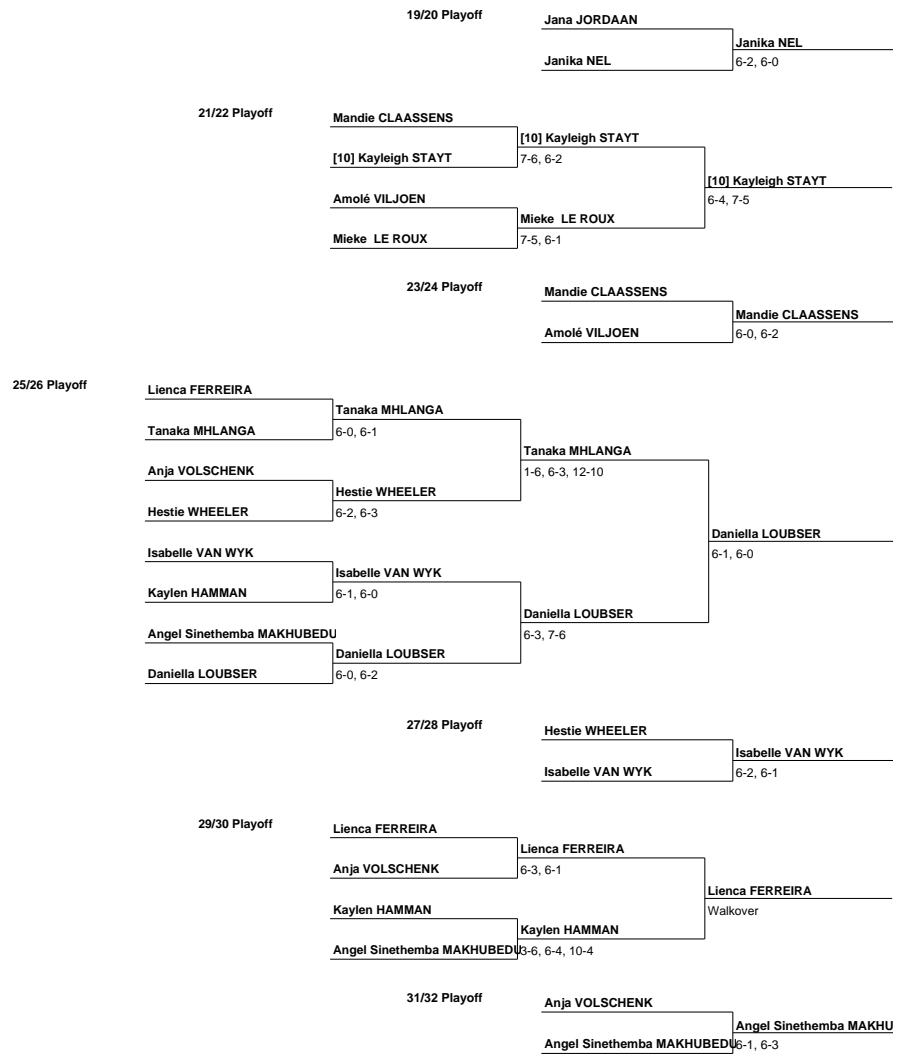 19/20 Playoff
Jana JORDAAN
Janika NEL
Janika NEL
6-2, 6-0
21/22 Playoff
Mandie CLAASSENS
[10] Kayleigh STAYT
[10] Kayleigh STAYT
7-6, 6-2
[10] Kayleigh STAYT
6-4, 7-5
Amolé VILJOEN
Mieke LE ROUX
Mieke LE ROUX
7-5, 6-1
23/24 Playoff
Mandie CLAASSENS
Mandie CLAASSENS
Amolé VILJOEN
6-0, 6-2
25/26 Playoff
Lienca FERREIRA
Tanaka MHLANGA
Tanaka MHLANGA
6-0, 6-1
Tanaka MHLANGA
1-6, 6-3, 12-10
Anja VOLSCHENK
Hestie WHEELER
Hestie WHEELER
6-2, 6-3
Daniella LOUBSER
6-1, 6-0
Isabelle VAN WYK
Isabelle VAN WYK
Kaylen HAMMAN
6-1, 6-0
Daniella LOUBSER
6-3, 7-6
Angel Sinethemba MAKHUBEDU
Daniella LOUBSER
Daniella LOUBSER
6-0, 6-2
27/28 Playoff
Hestie WHEELER
Isabelle VAN WYK
Isabelle VAN WYK
6-2, 6-1
29/30 Playoff
Lienca FERREIRA
Lienca FERREIRA
Anja VOLSCHENK
6-3, 6-1
Lienca FERREIRA
Walkover
Kaylen HAMMAN
Kaylen HAMMAN
Angel Sinethemba MAKHUBEDU
3-6, 6-4, 10-4
31/32 Playoff
Anja VOLSCHENK
Angel Sinethemba MAKHU
Angel Sinethemba MAKHUBEDU
6-1, 6-3